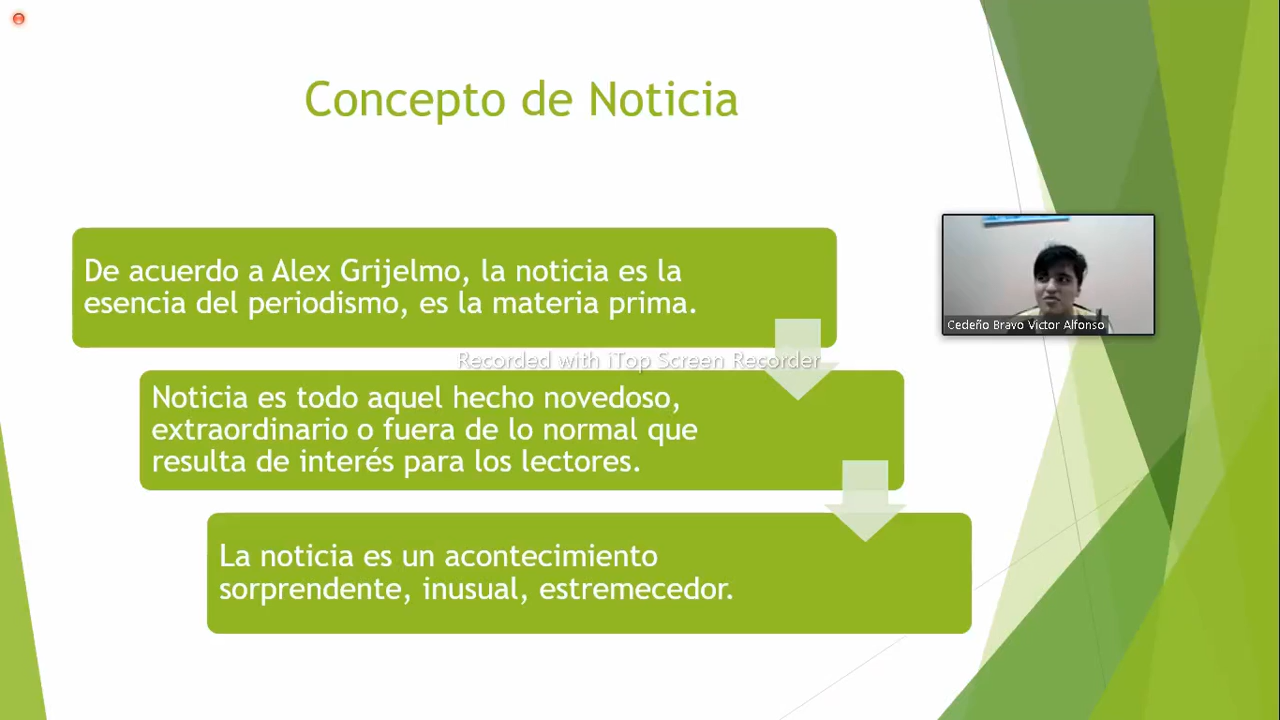 Concepto de Noticia
De acuerdo a Alex Grijelmo, la noticia es la
esencia del periodismo, es la materia prima.
Cedeño Bravo Victor Alfonso
Recorded with iTop Screen Recorder
Noticia es todo aquel hecho novedoso,
extraordinario o fuera de lo normal que
resulta de interés para los lectores.
La noticia es un acontecimiento
sorprendente, inusual, estremecedor.